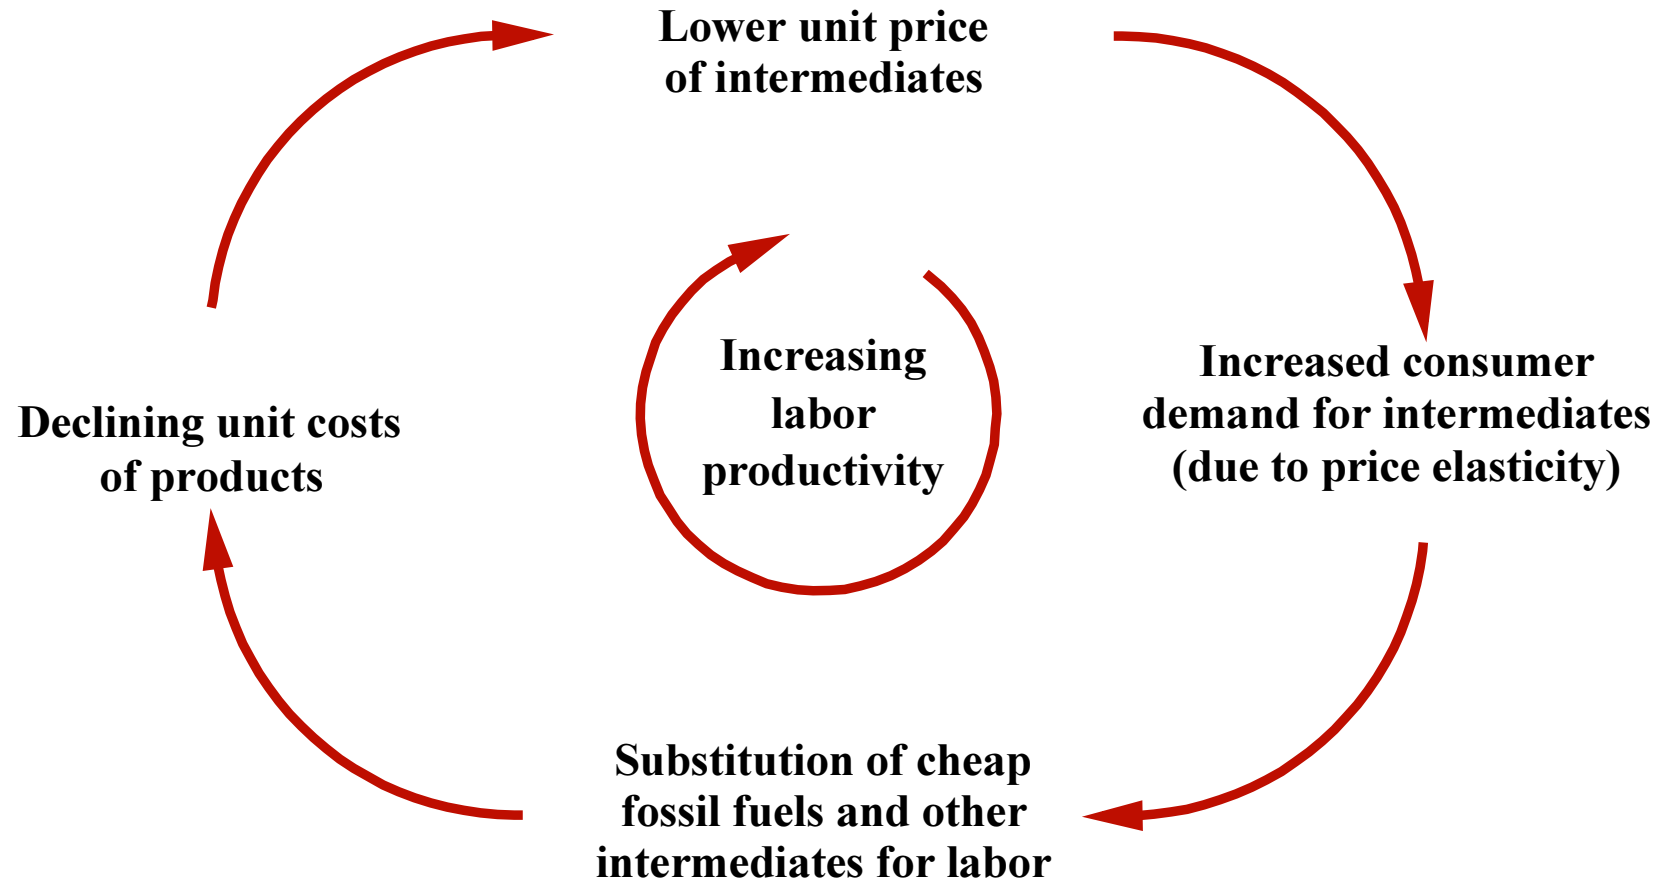 Lower unit price
of intermediates
Increased consumer
demand for intermediates
(due to price elasticity)
Substitution of cheap
fossil fuels and other
intermediates for labor
Declining unit costs
of products
Increasing
labor
productivity